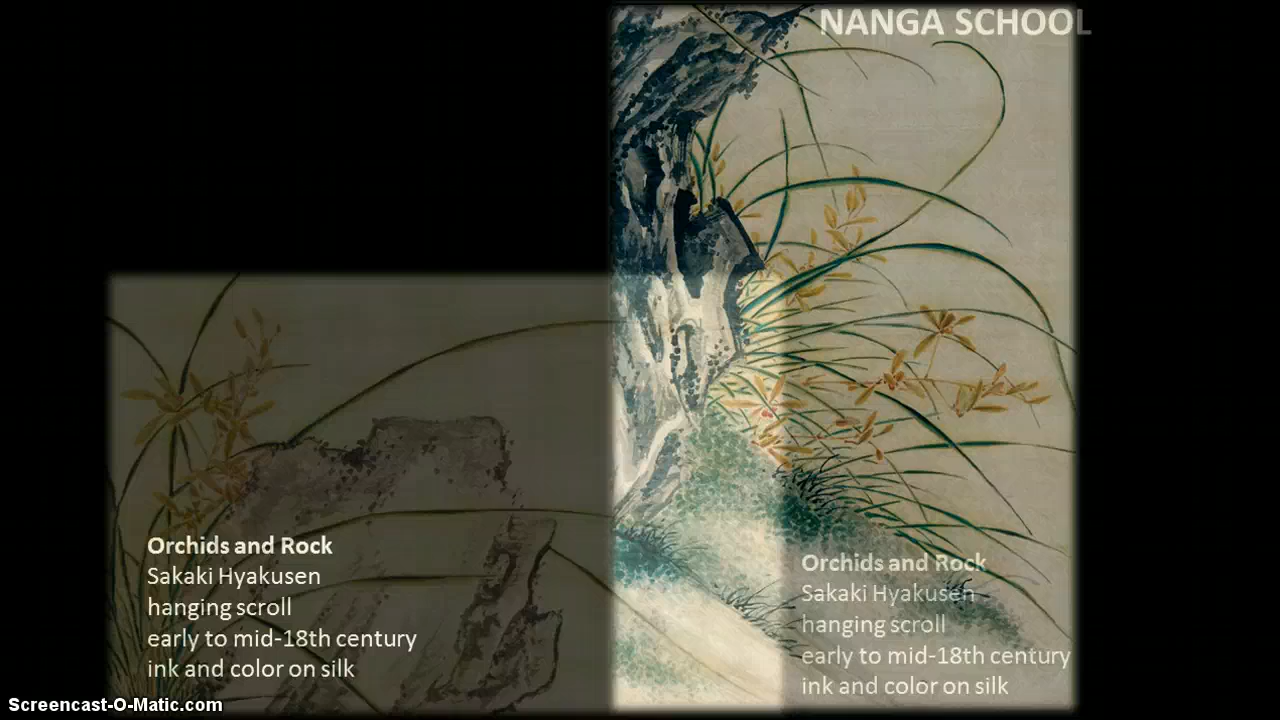 NANGA SCHOOL
Orchids and Rock
Sakaki Hyakusen
hanging scroll
early to mid-18th century
ink and color on silk
Orchids and Rock
Sakaki Hyakusen
hanging scroll
early to mid-18th century
ink and color on silk
Screencast-O-Matic.com